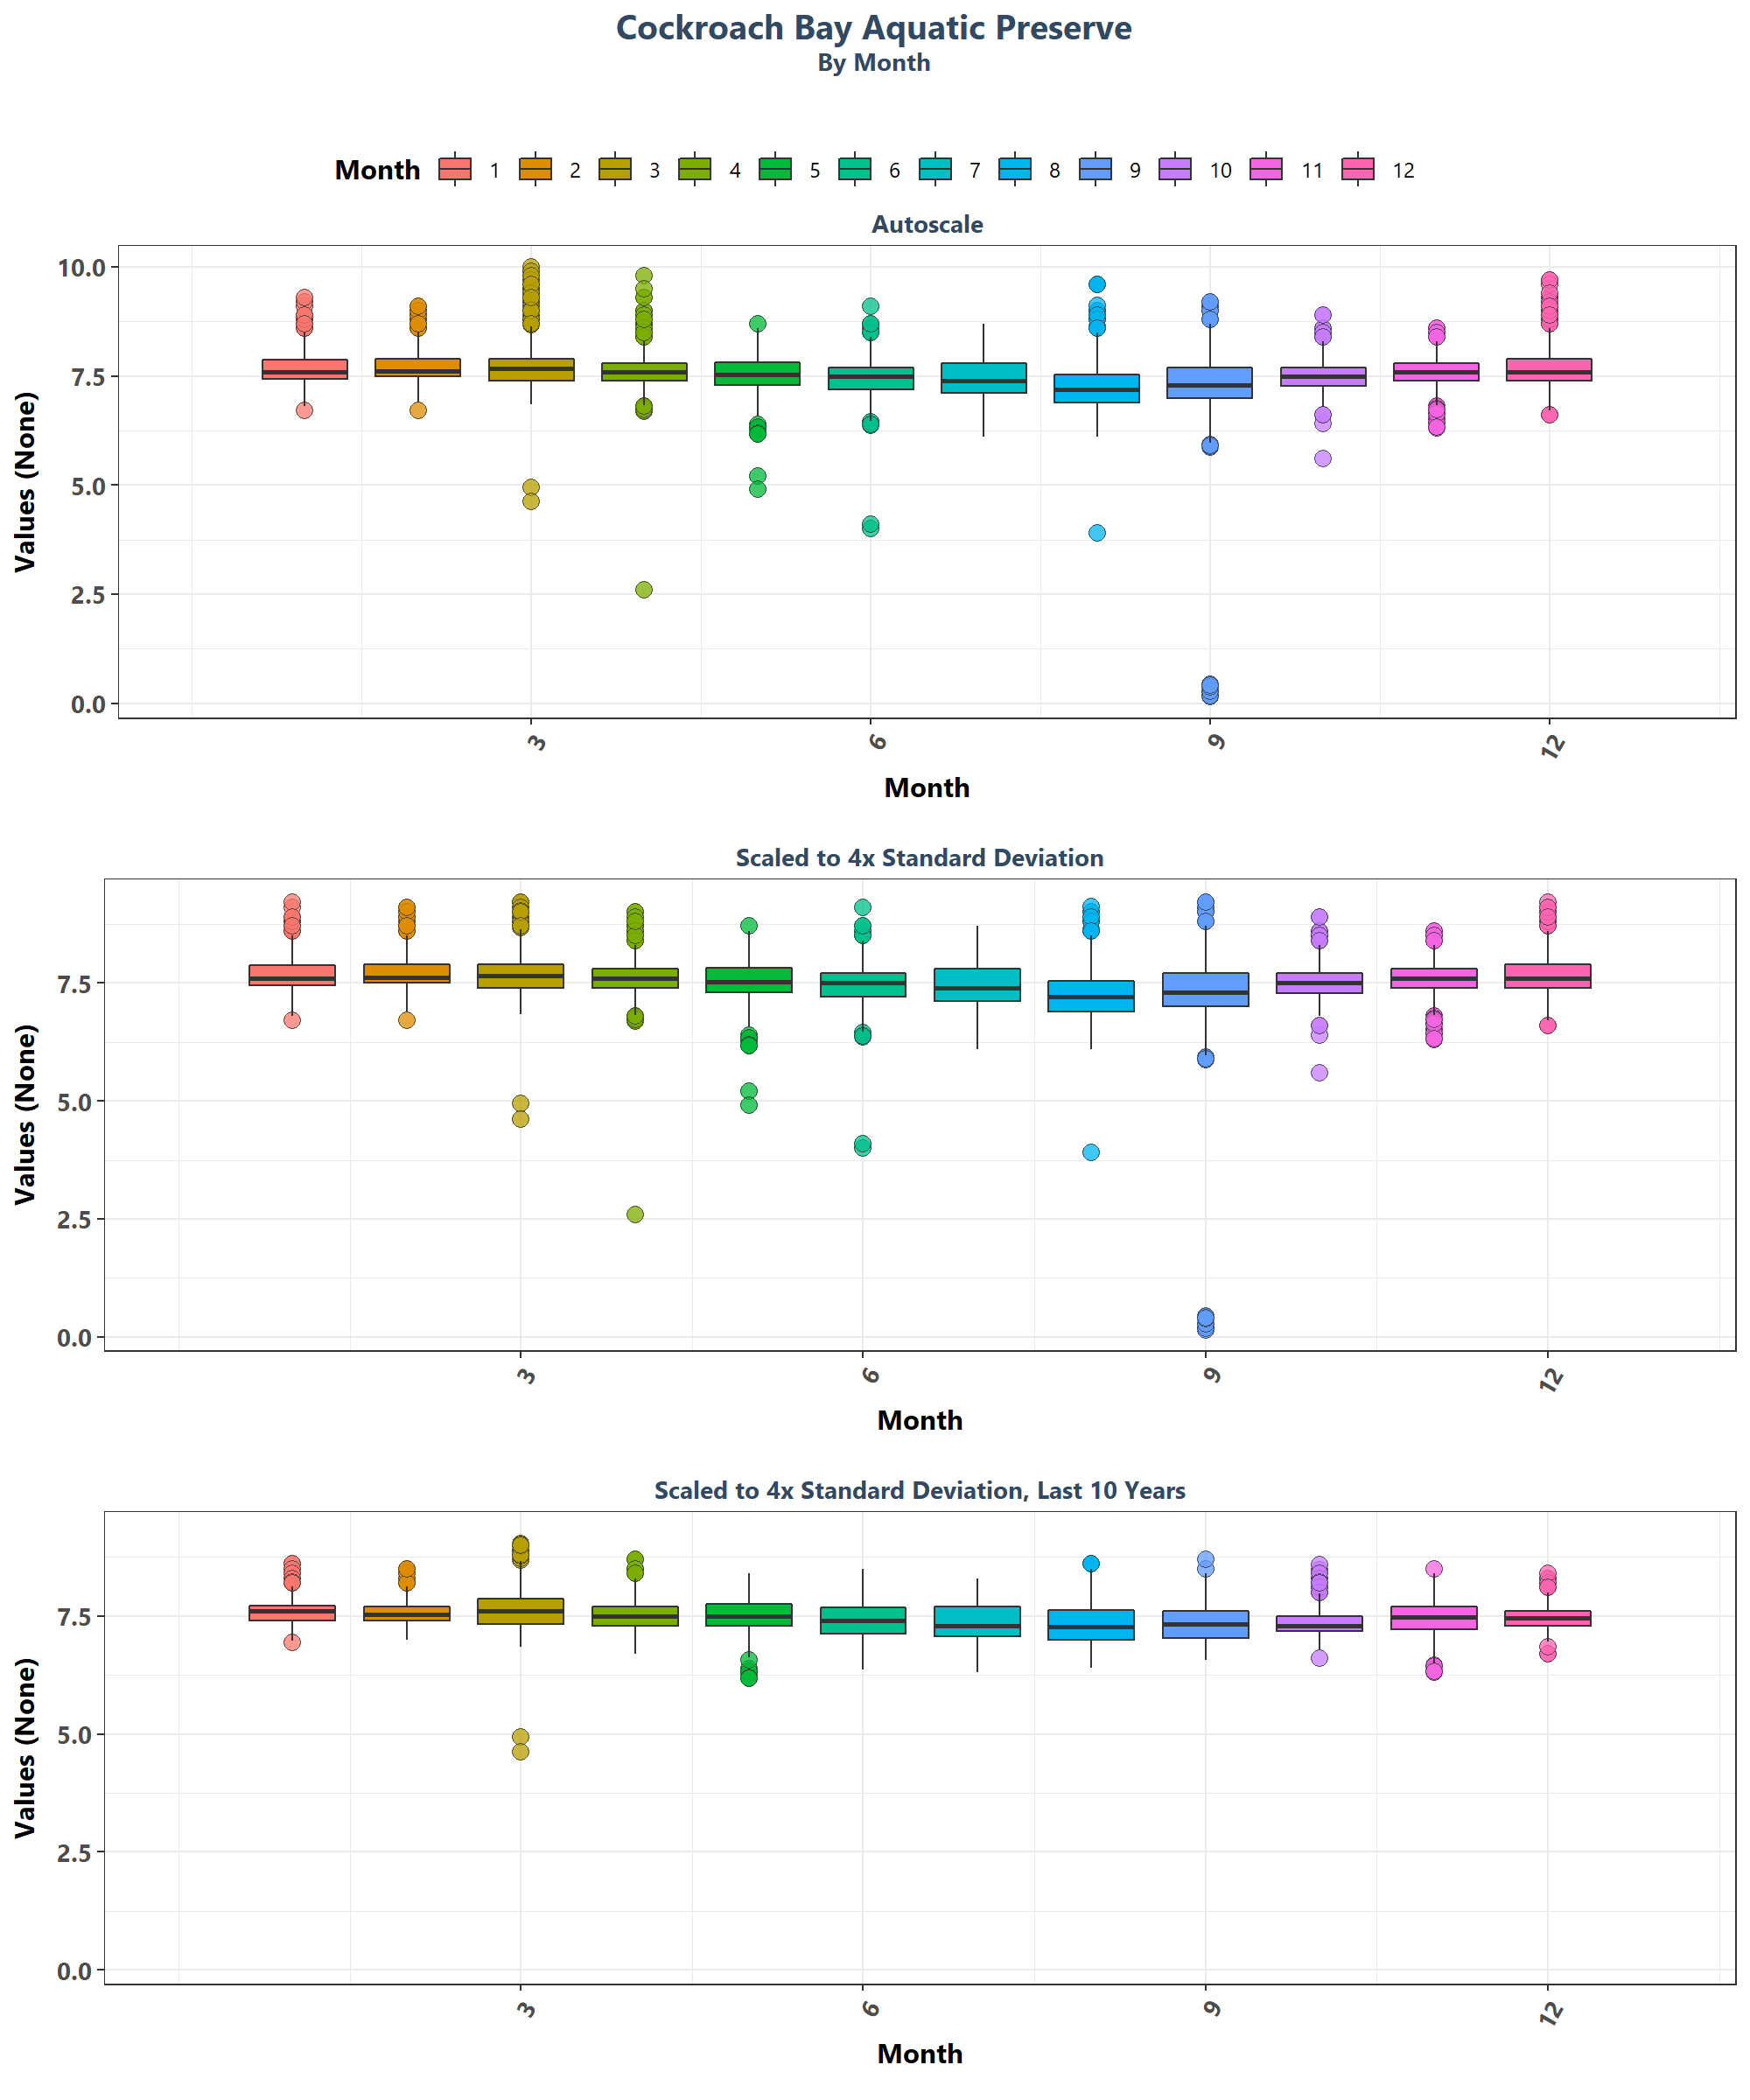 Cockroach Bay Aquatic Preserve
By Month
Month 1 2 3 4 5 6 7 8 9 10 11 12
Autoscale
Values (None)
10.0
7.5
5.0
2.5
0.0
3 6 9 12
Month
Scaled to 4x Standard Deviation
Values (None)
7.5
5.0
2.5
0.0
3 6 9 12
Month
Scaled to 4x Standard Deviation, Last 10 Years
Values (None)
7.5
5.0
2.5
0.0
3 6 9 12
Month